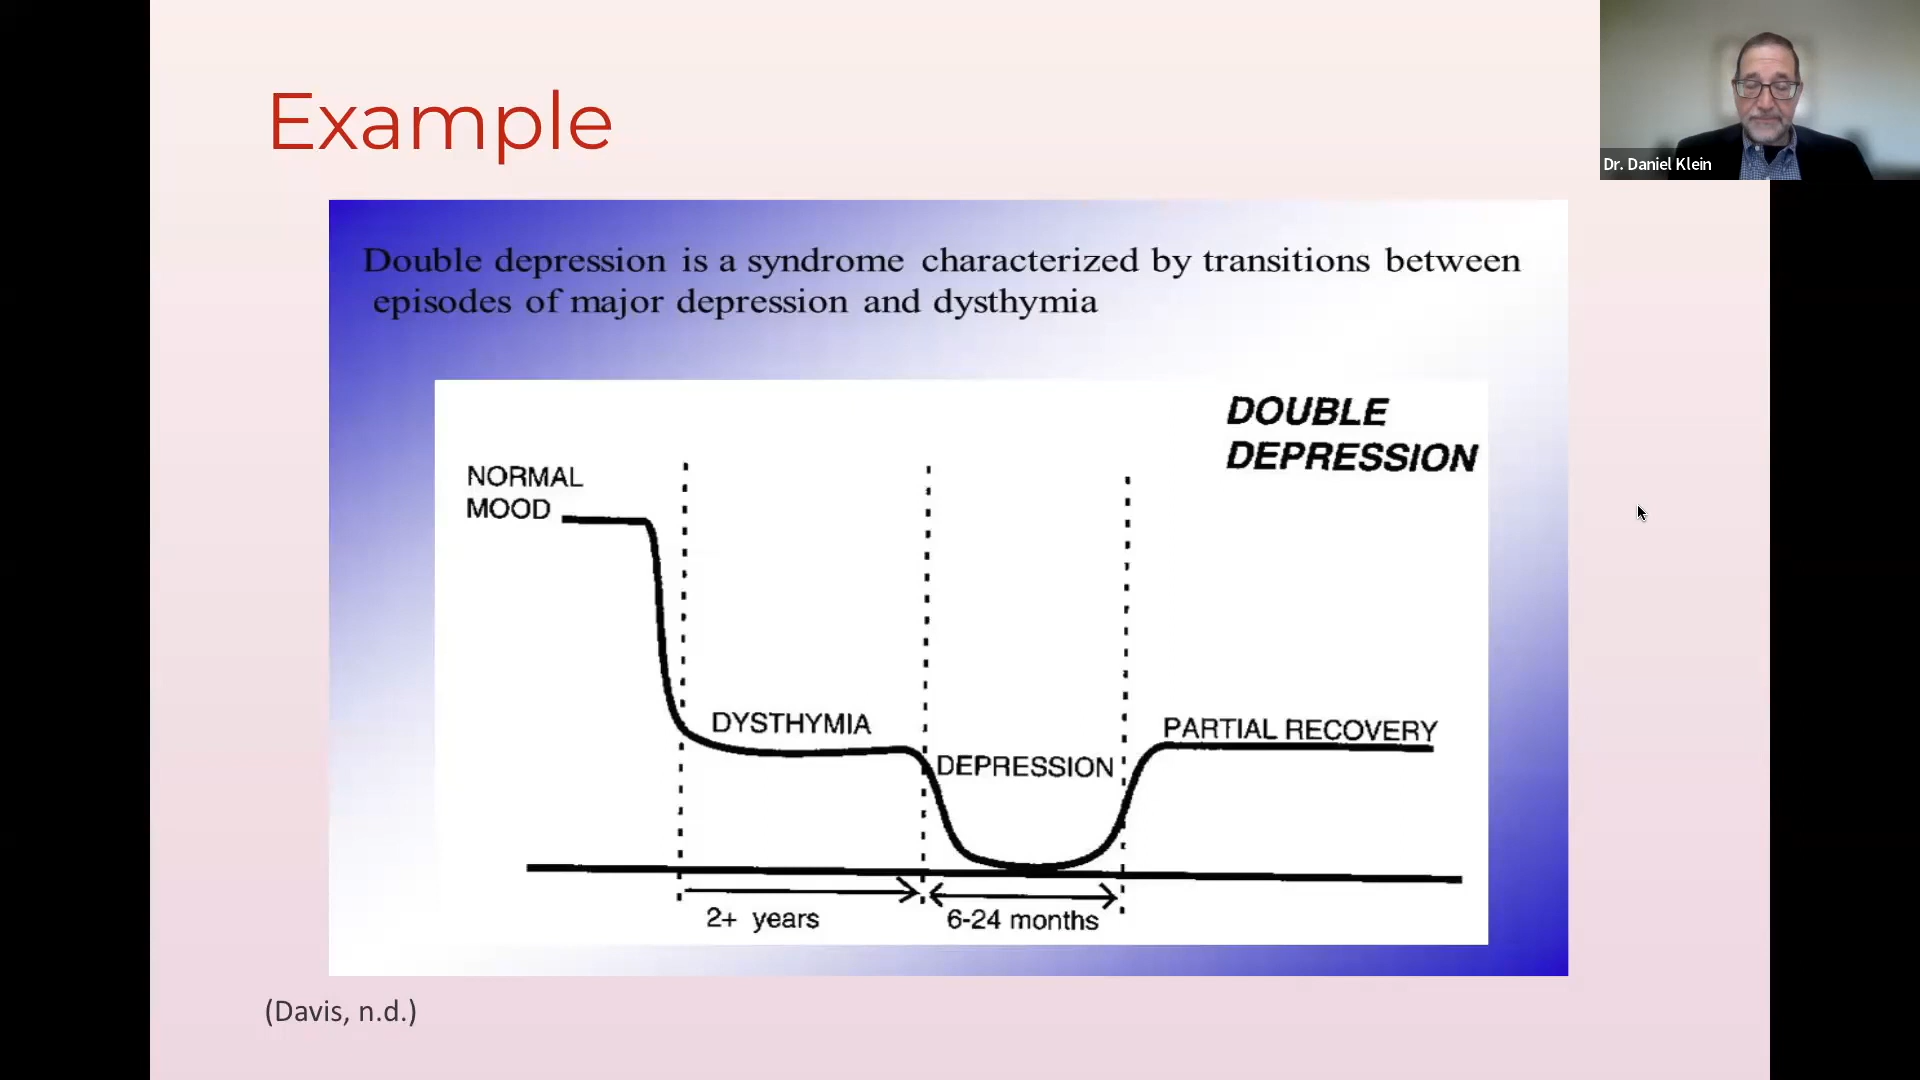 Example
Dr. Daniel Klein
Double depression is a syndrome characterized by transitions between
episodes of major depression and dysthymia
DOUBLE
DEPRESSION
NORMAL
MOOD
DYSTHYMIA
DEPRESSION
PARTIAL RECOVERY
2+ years
6-24 months
(Davis, n.d.)